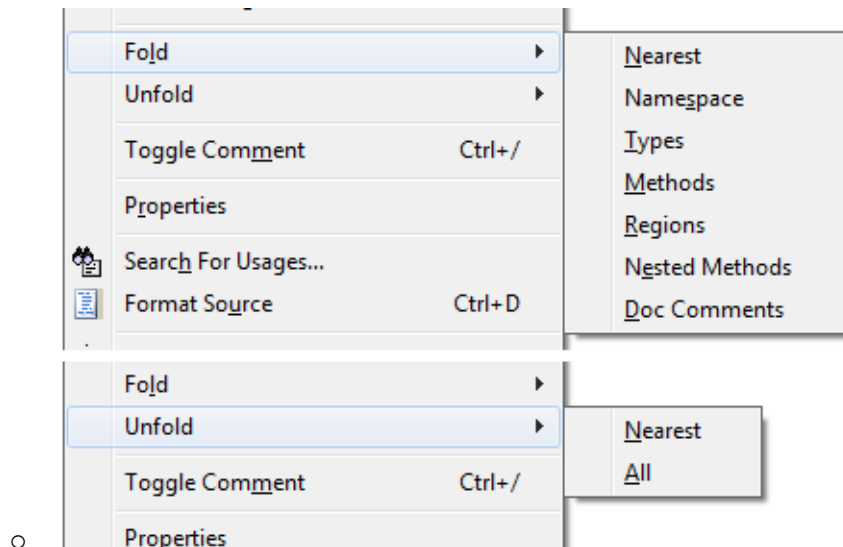 Fold
Nearest
Unfold
Namespace
Types
Toggle Comment Ctrl+/
Methods
Properties
Regions
Search For Usages...
Nested Methods
Format Source Ctrl+D
Doc Comments
Fold
Unfold
Nearest
All
Toggle Comment Ctrl+/
Properties